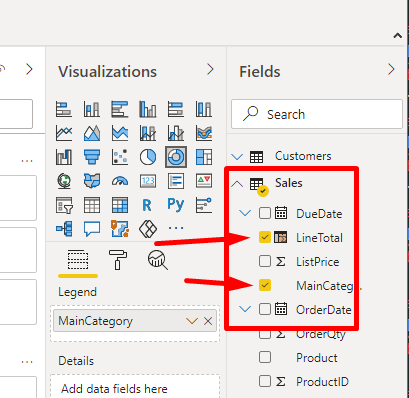 Visualizations
R Py
Legend
MainCategory
Details
Add data fields here
Fields
Search
Customers
Sales
DueDate
LineTotal
ListPrice
MainCateg...
OrderDate
OrderQty
Product
ProductID